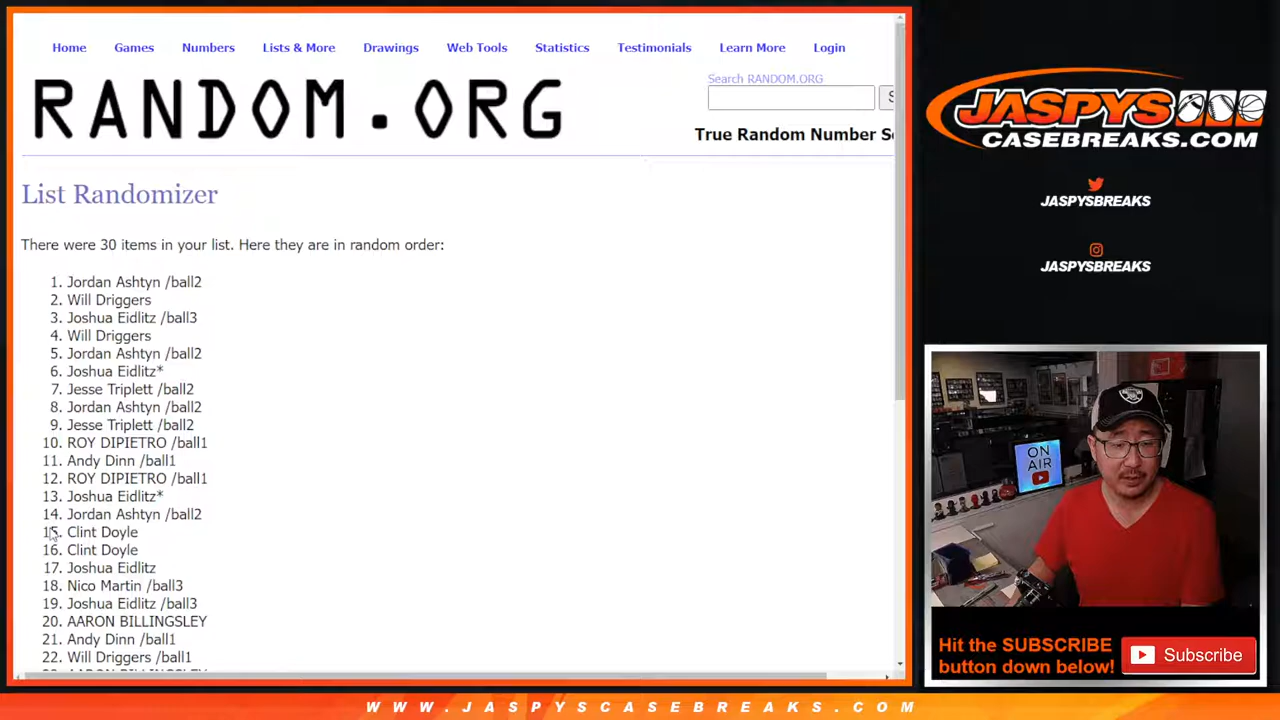 Home Games Numbers Lists & More Drawings Web Tools Statistics Testimonials Learn More Login
RANDOM.ORG
Search RANDOM.ORG
S
True Random Number Se
List Randomizer
There were 30 items in your list. Here they are in random order:
1. Jordan Ashtyn /ball2
2. Will Driggers
3. Joshua Eidlitz /ball3
4. Will Driggers
5. Jordan Ashtyn /ball2
6. Joshua Eidlitz*
7. Jesse Triplett /ball2
8. Jordan Ashtyn /ball2
9. Jesse Triplett /ball2
10. ROY DIPIETRO /ball1
11. Andy Dinn /ball1
12. ROY DIPIETRO /ball1
13. Joshua Eidlitz*
14. Jordan Ashtyn /ball2
15. Clint Doyle
16. Clint Doyle
17. Joshua Eidlitz
18. Nico Martin /ball3
19. Joshua Eidlitz /ball3
20. AARON BILLINGSLEY
21. Andy Dinn /ball1
22. Will Driggers /ball1
JASPYS
CASEBREAKS.COM
JASPYSBREAKS
JASPYSBREAKS
ON
AIR
Hit the SUBSCRIBE
button down below!
Subscribe
WWW.JASPYSCASEBREAKS.COM